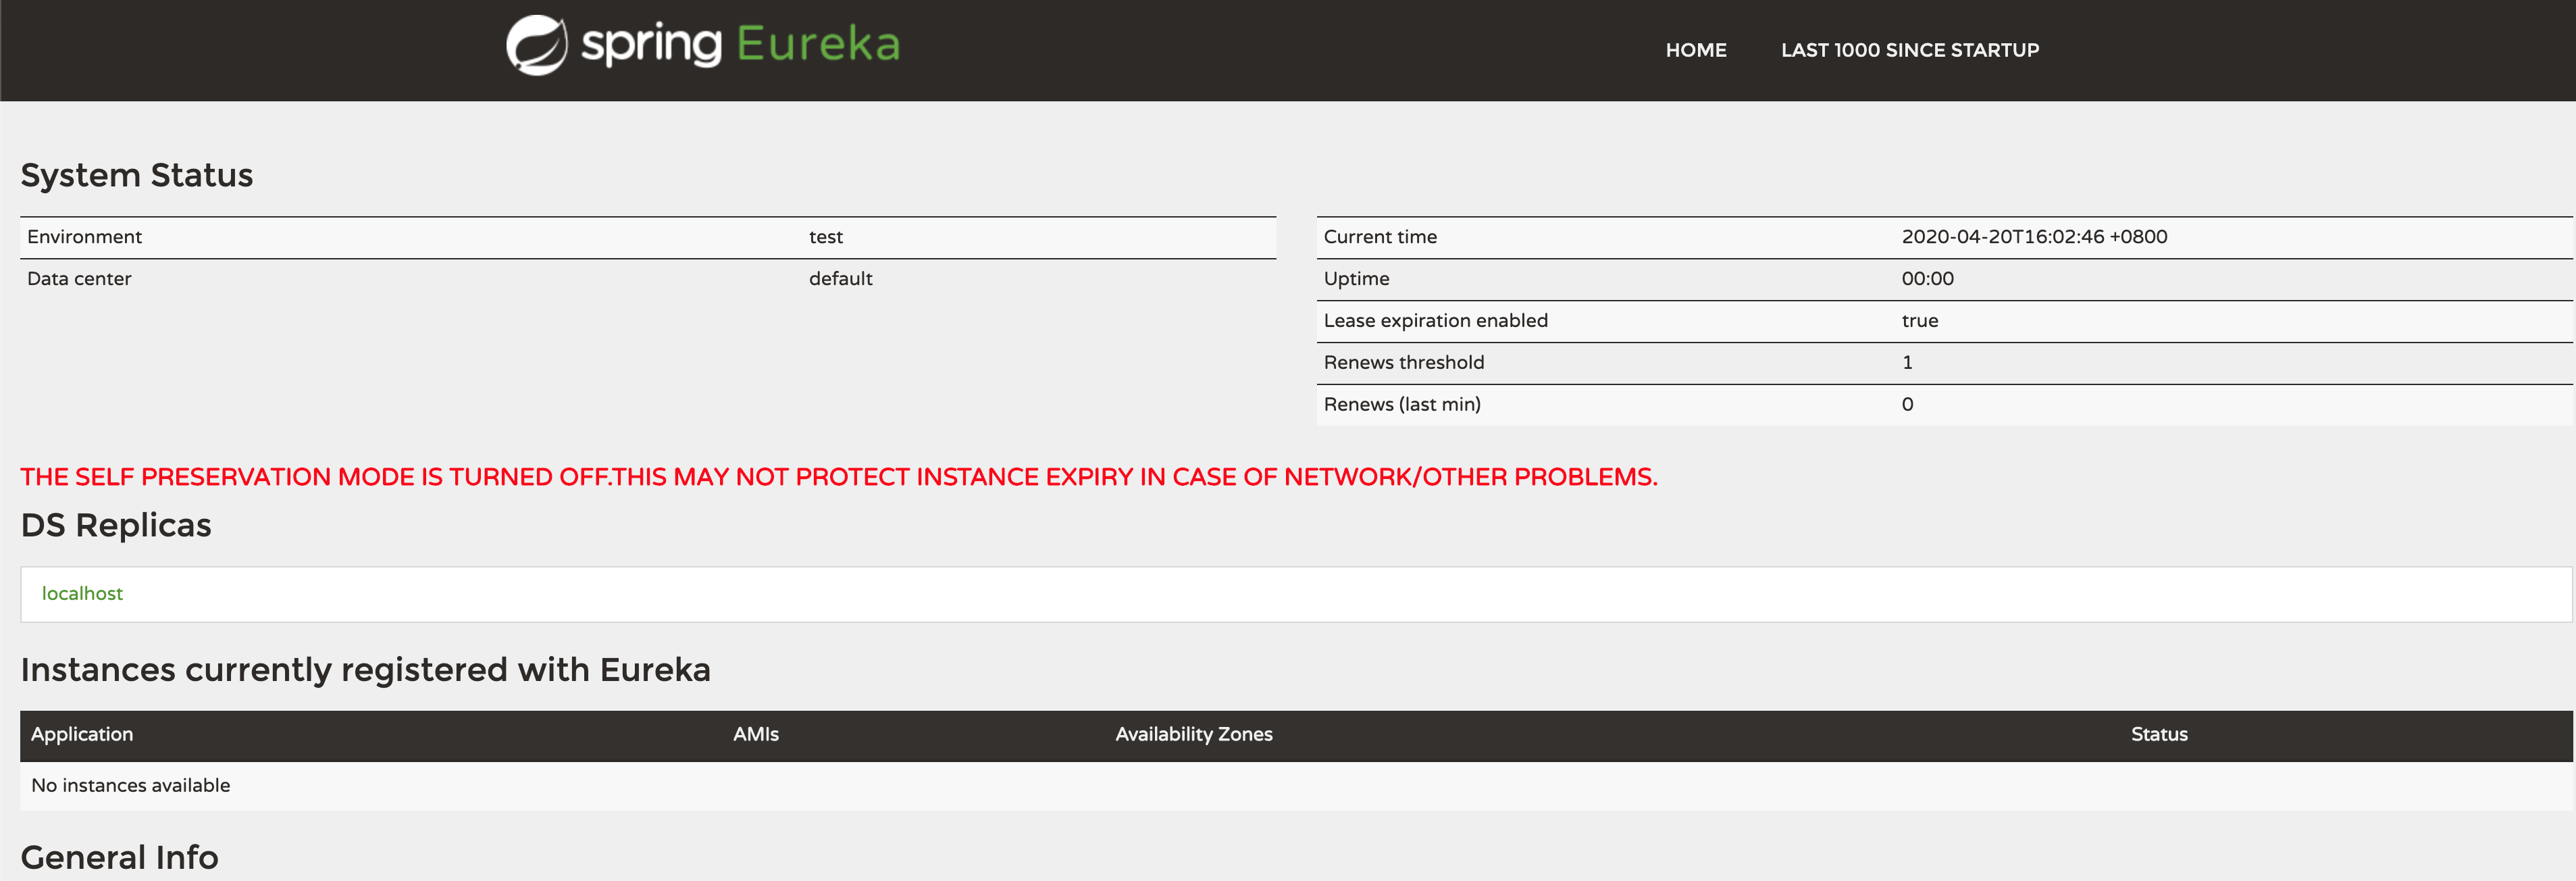 spring Eureka
HOME LAST 1000 SINCE STARTUP
System Status
Environment test
Data center default
Current time 2020-04-20T16:02:46 +0800
Uptime 00:00
Lease expiration enabled true
Renews threshold 1
Renews (last min) 0
THE SELF PRESERVATION MODE IS TURNED OFF.THIS MAY NOT PROTECT INSTANCE EXPIRY IN CASE OF NETWORK/OTHER PROBLEMS.
DS Replicas
localhost
Instances currently registered with Eureka
Application AMIs Availability Zones Status
No instances available
General Info